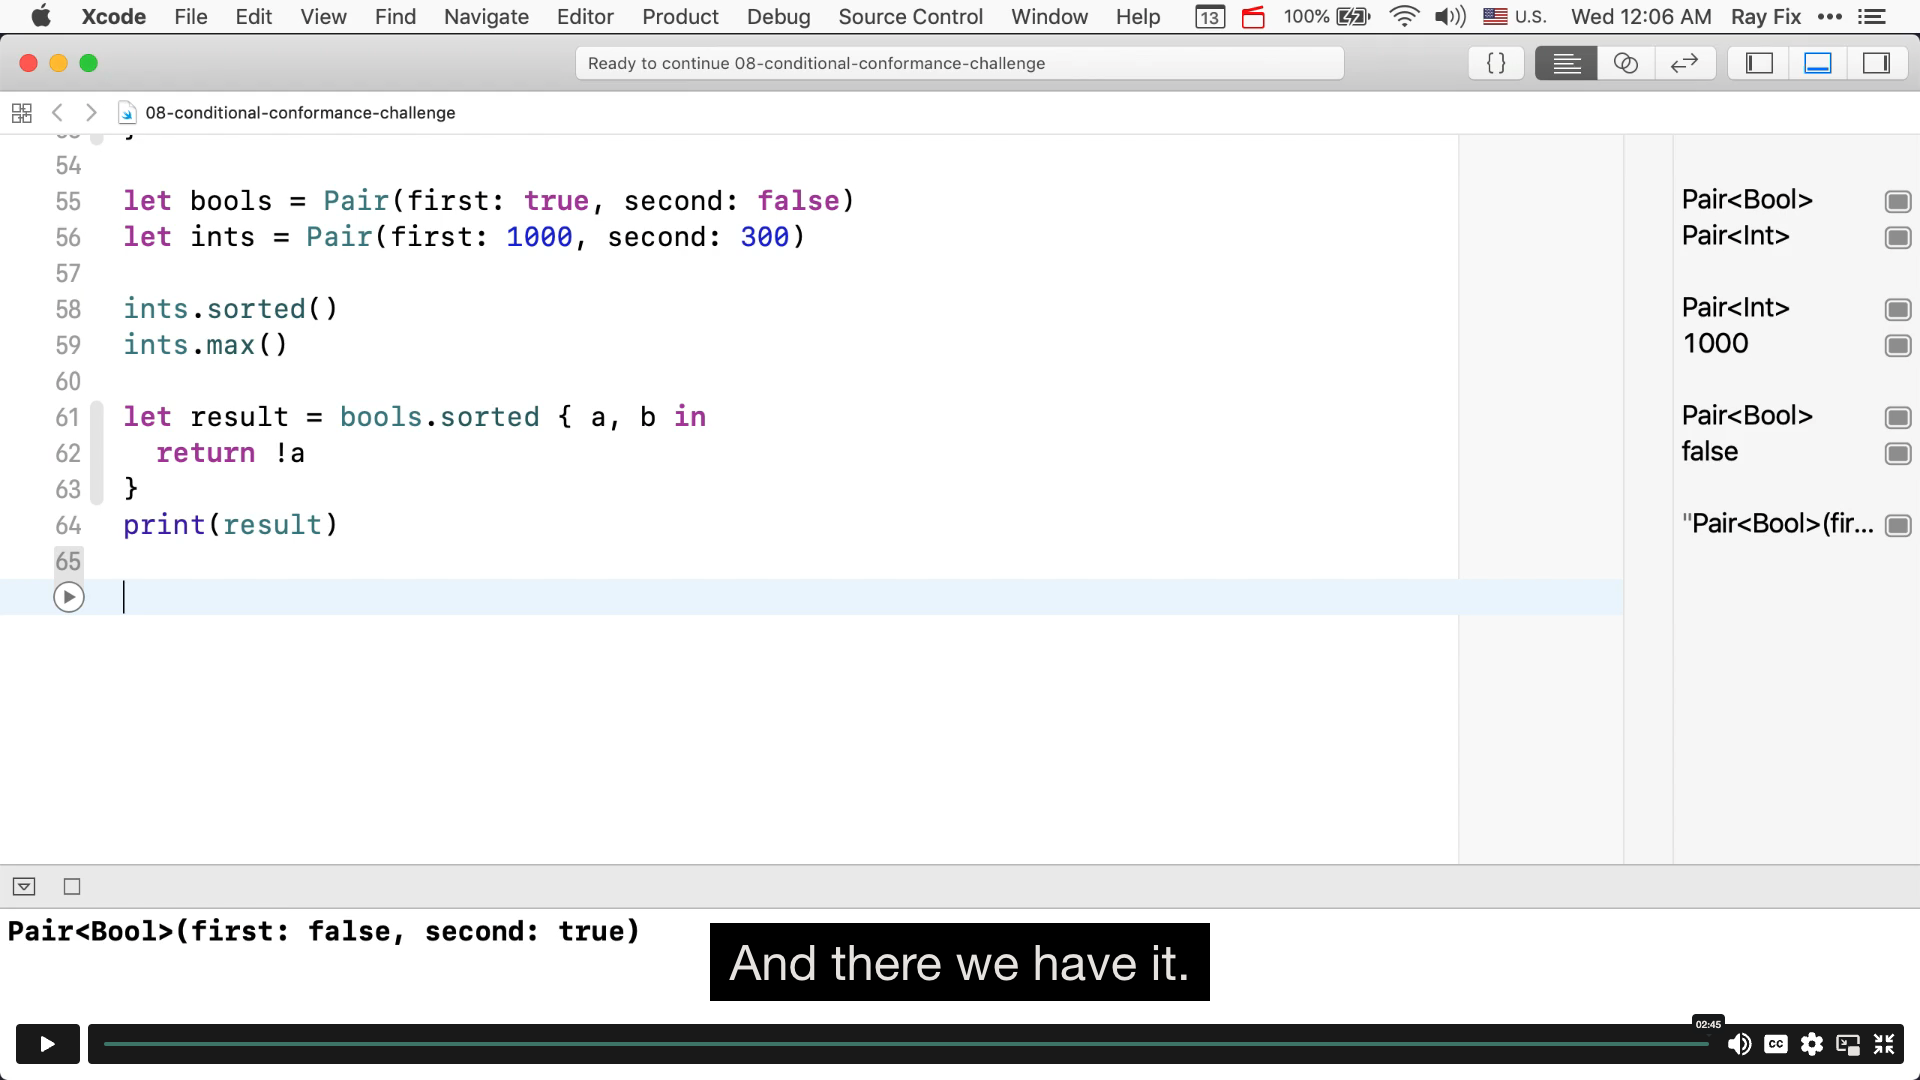 Xcode File Edit View Find Navigate Editor Product Debug Source Control Window Help 13 100% U.S. Wed 12:06 AM Ray Fix •••
Ready to continue 08-conditional-conformance-challenge {}
08-conditional-conformance-challenge
54
55 let bools = Pair(first: true, second: false) Pair<Bool>
56 let ints = Pair(first: 1000, second: 300) Pair<Int>
57
58 ints.sorted() Pair<Int>
59 ints.max() 1000
60
61 let result = bools.sorted { a, b in Pair<Bool>
62 return !a false
63 }
64 print(result) "Pair<Bool>(fir...
65
Pair<Bool>(first: false, second: true)
And there we have it.
02:45
CC